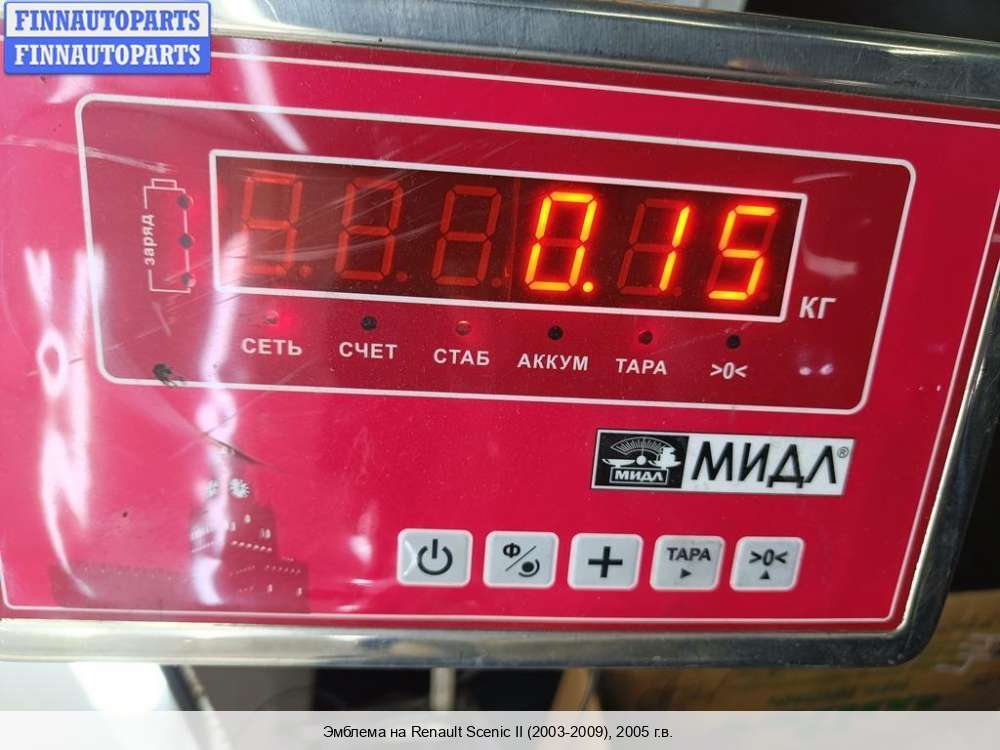 FINNAUTOPARTS
FINNAUTOPARTS
заряд
0.15
КГ
СЕТЬ СЧЕТ СТАБ АККУМ ТАРА >0<
МИДЛ МИДЛ®
Ф ТАРА >0<
Эмблема на Renault Scenic II (2003-2009), 2005 г.в.